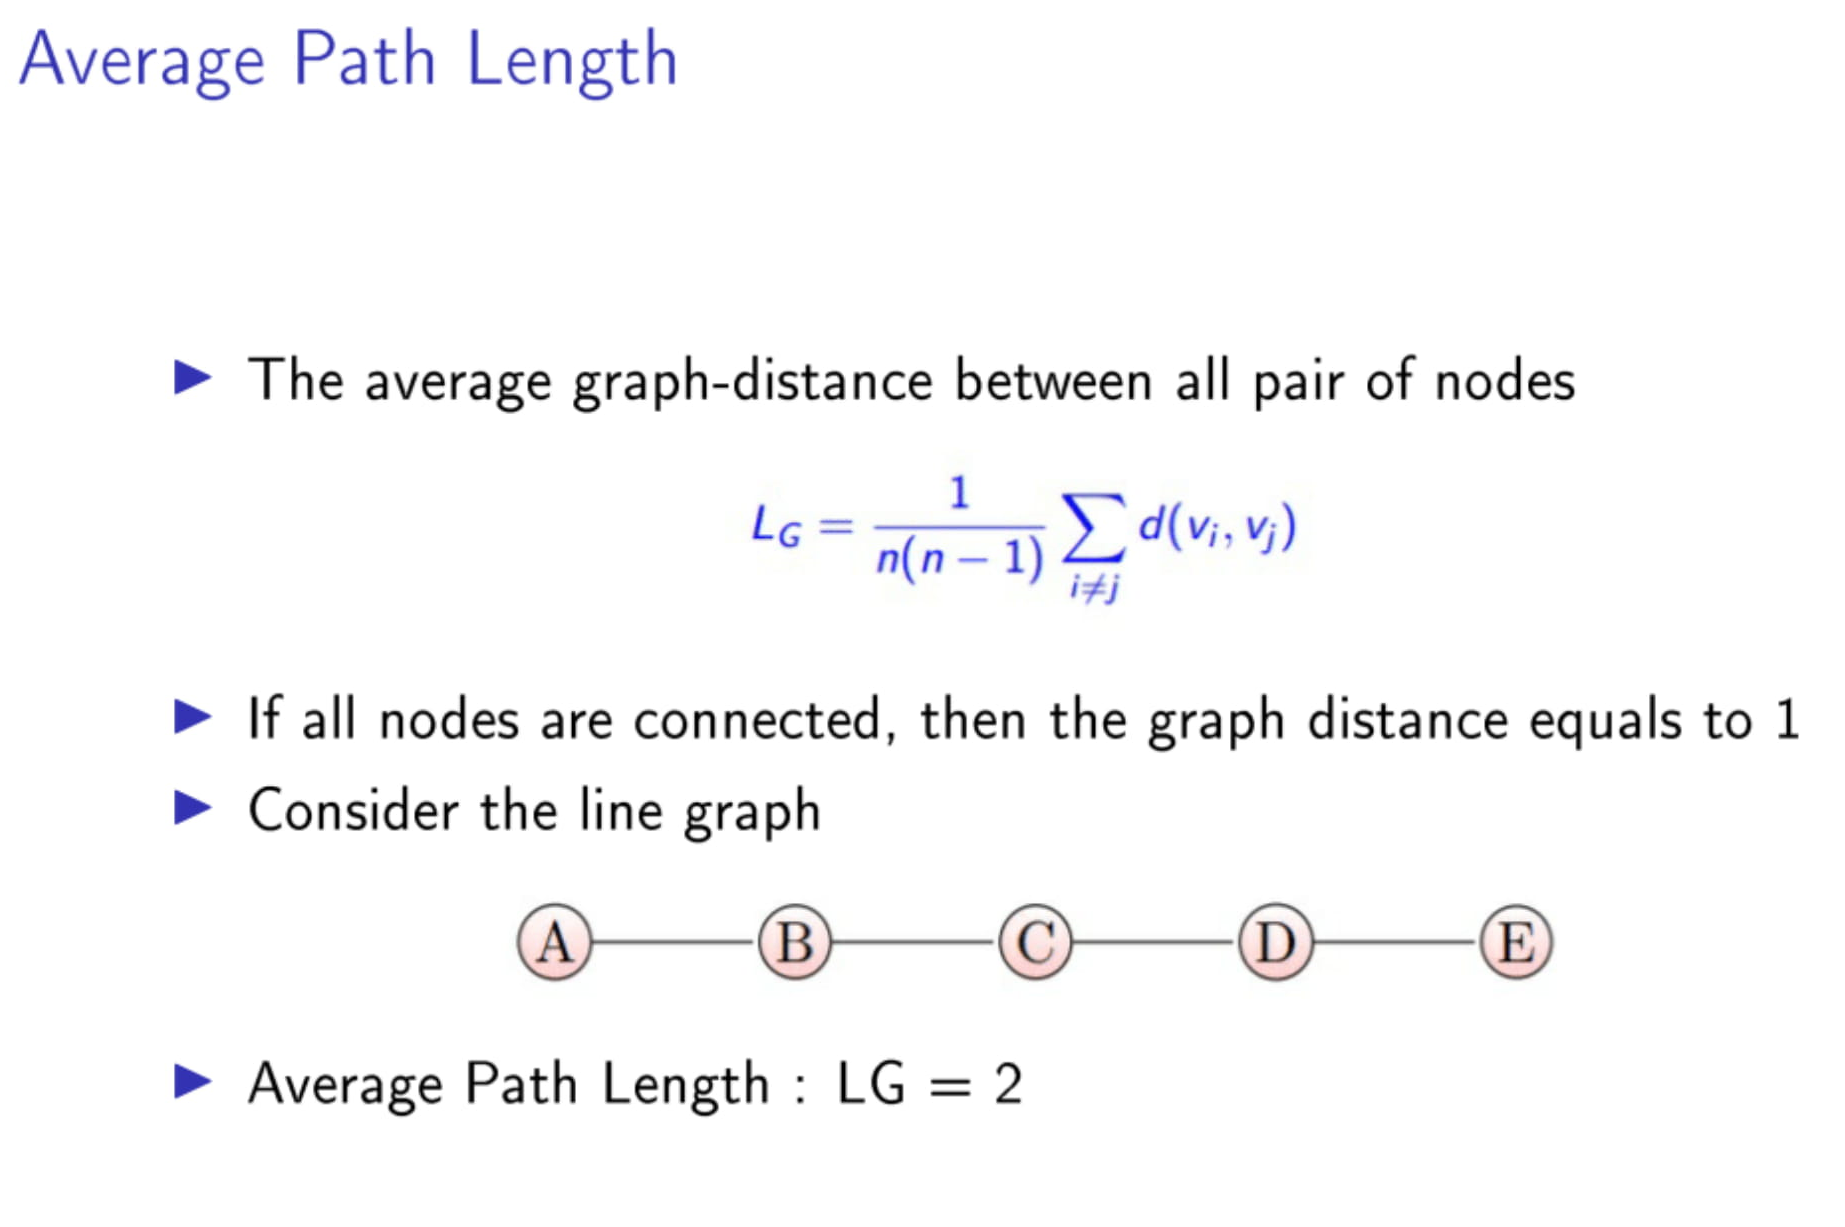 Average Path Length
▶ The average graph-distance between all pair of nodes
L_G = \frac{1}{n(n-1)} \sum_{i≠j} d(v_i, v_j)
▶ If all nodes are connected, then the graph distance equals to 1
▶ Consider the line graph
A B C D E
▶ Average Path Length : LG = 2